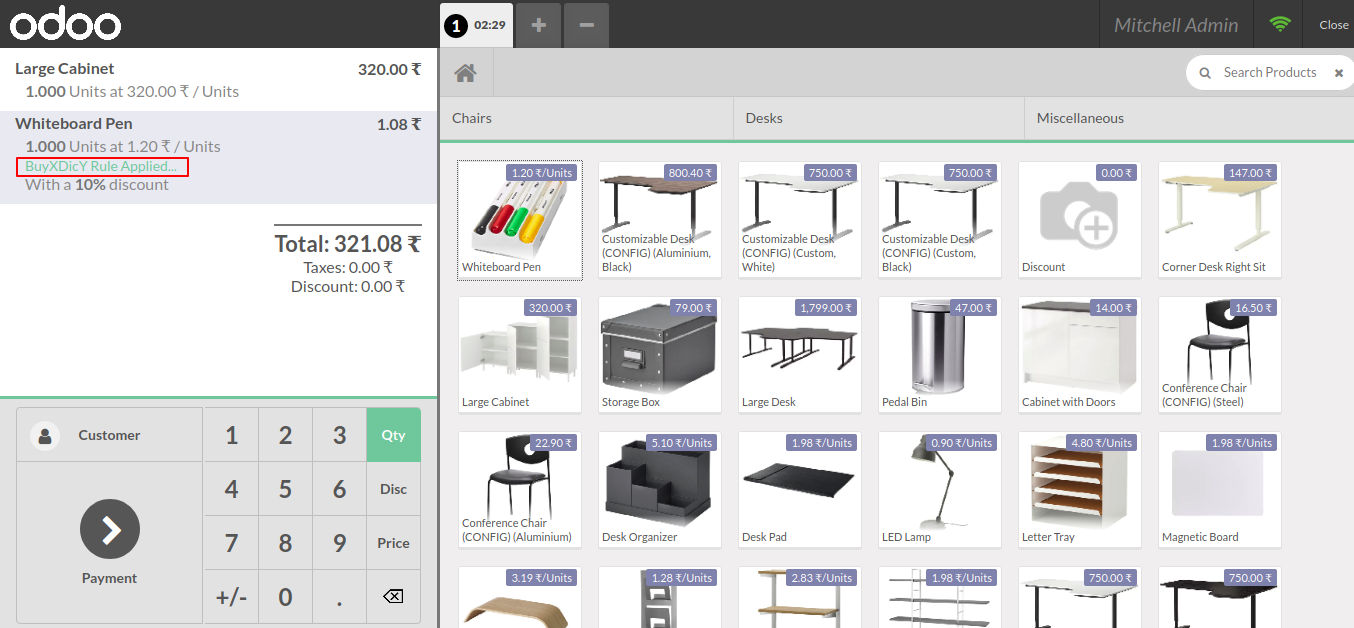 odoo
1 02:29
+
−
Mitchell Admin
Close
Large Cabinet 320.00 ₹
1.000 Units at 320.00 ₹ / Units
Whiteboard Pen 1.08 ₹
1.000 Units at 1.20 ₹ / Units
BuyXDicY Rule Applied...
With a 10% discount
Total: 321.08 ₹
Taxes: 0.00 ₹
Discount: 0.00 ₹
Customer
1 2 3 Qty
4 5 6 Disc
7 8 9 Price
+/- 0 .
Payment
Search Products
Chairs Desks Miscellaneous
1.20 ₹/Units
Whiteboard Pen
800.40 ₹
Customizable Desk
(CONFIG) (Aluminium,
Black)
750.00 ₹
Customizable Desk
(CONFIG) (Custom,
White)
750.00 ₹
Customizable Desk
(CONFIG) (Custom,
Black)
0.00 ₹
Discount
147.00 ₹
Corner Desk Right Sit
320.00 ₹
Large Cabinet
79.00 ₹
Storage Box
1,799.00 ₹
Large Desk
47.00 ₹
Pedal Bin
14.00 ₹
Cabinet with Doors
16.50 ₹
Conference Chair
(CONFIG) (Steel)
22.90 ₹
Conference Chair
(CONFIG) (Aluminium)
5.10 ₹/Units
Desk Organizer
1.98 ₹/Units
Desk Pad
0.90 ₹/Units
LED Lamp
4.80 ₹/Units
Letter Tray
1.98 ₹/Units
Magnetic Board
3.19 ₹/Units
1.28 ₹/Units
2.83 ₹/Units
1.98 ₹/Units
750.00 ₹
750.00 ₹